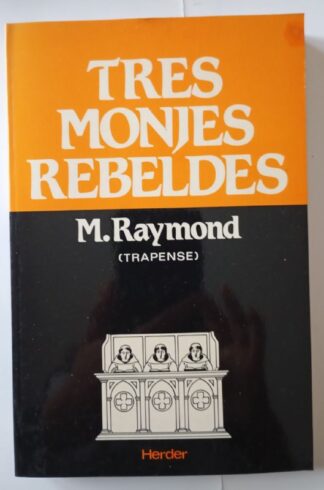 TRES
MONJES
REBELDES
M. Raymond
(TRAPENSE)
Herder